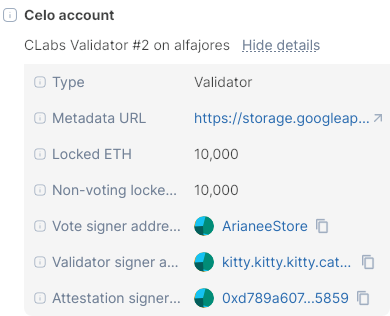 Celo account
CLabs Validator #2 on alfajores Hide details
Type Validator
Metadata URL https://storage.googleap...
Locked ETH 10,000
Non-voting locke... 10,000
Vote signer addre... ArianeeStore
Validator signer a... kitty.kitty.kitty.cat...
Attestation signer... 0xd789a607...5859